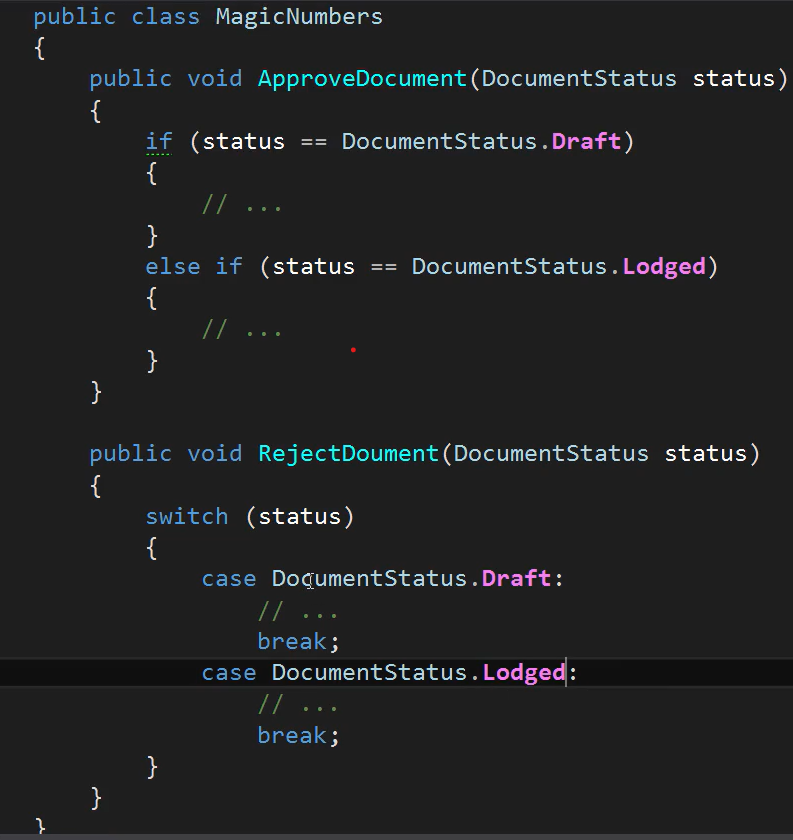 public class MagicNumbers
{
public void ApproveDocument(DocumentStatus status)
{
if (status == DocumentStatus.Draft)
{
// ...
}
else if (status == DocumentStatus.Lodged)
{
// ...
}
}
public void RejectDoument(DocumentStatus status)
{
switch (status)
{
case DocumentStatus.Draft:
// ...
break;
case DocumentStatus.Lodged:
// ...
break;
}
}
}